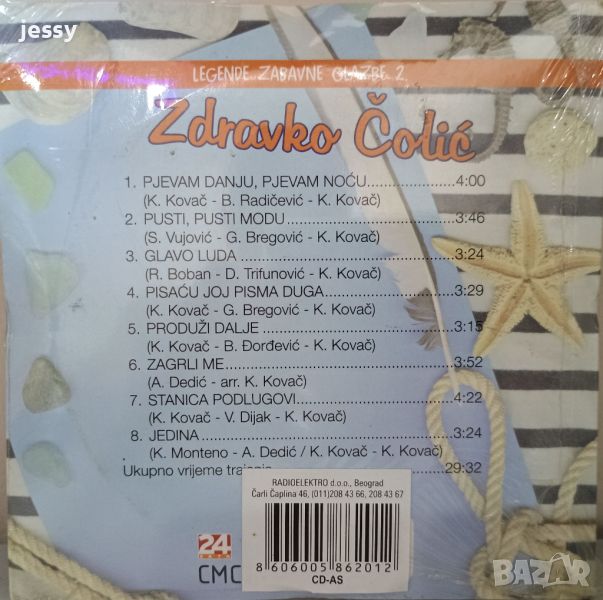 jessy
LEGENDE ZABAVNE GLAZBE 2.
Zdravko Čolić
1. PJEVAM DANJU, PJEVAM NOĆU....................4:00
(K. Kovač - B. Radičević - K. Kovač)
2. PUSTI, PUSTI MODU....................3:46
(S. Vujović - G. Bregović - K. Kovač)
3. GLAVO LUDA....................3:24
(R. Boban - D. Trifunović - K. Kovač)
4. PISAĆU JOJ PISMA DUGA....................3:29
(K. Kovač - G. Bregović - K. Kovač)
5. PRODUŽI DALJE....................3:15
(K. Kovač - B. Đorđević - K. Kovač)
6. ZAGRLI ME....................3:52
(A. Dedić - arr. K. Kovač)
7. STANICA PODLUGOVI....................4:22
(K. Kovač - V. Dijak - K. Kovač)
8. JEDINA....................3:24
(K. Monteno - A. Dedić / K. Kovač - K. Kovač)
Ukupno vrijeme trajanja....................29:32
RADIOELEKTRO d.o.o., Beograd
Čarli Čaplina 46, (011)208 43 66, 208 43 67
24
SATA
CMC
8 606005 862012
CD-AS
BAZAR